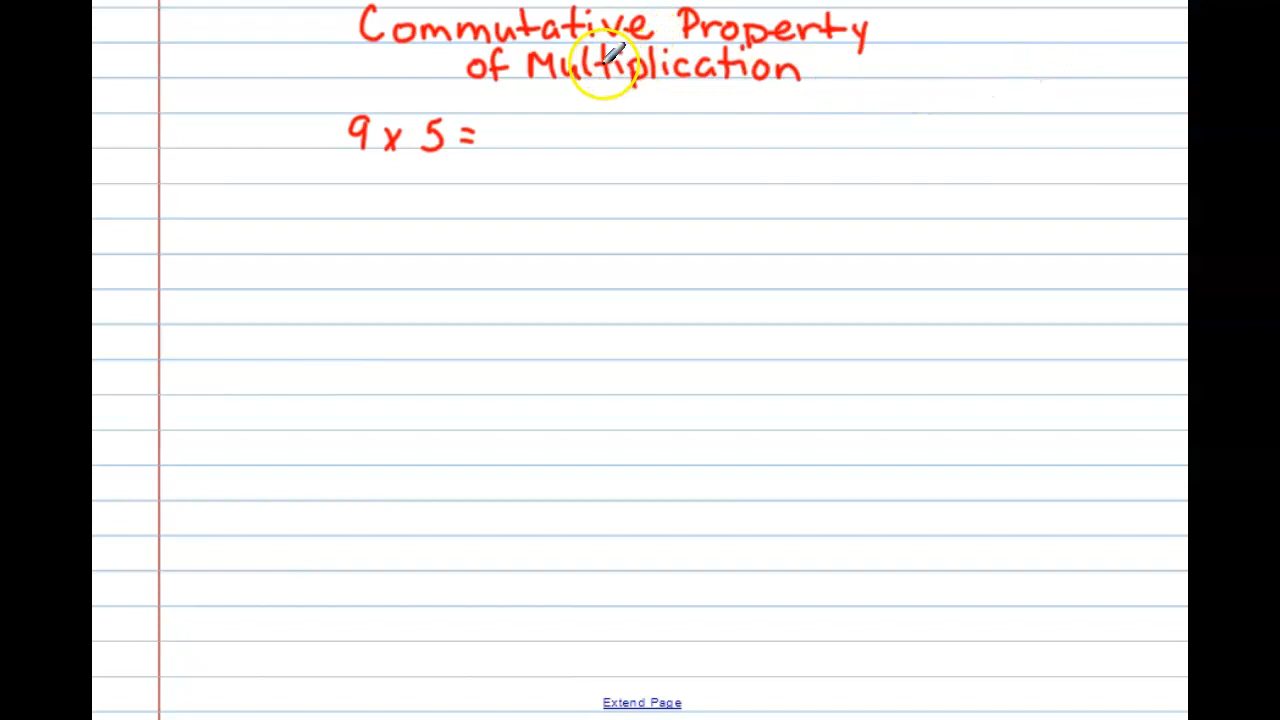 Commutative Property
of Multiplication
9 x 5 =
Extend Page